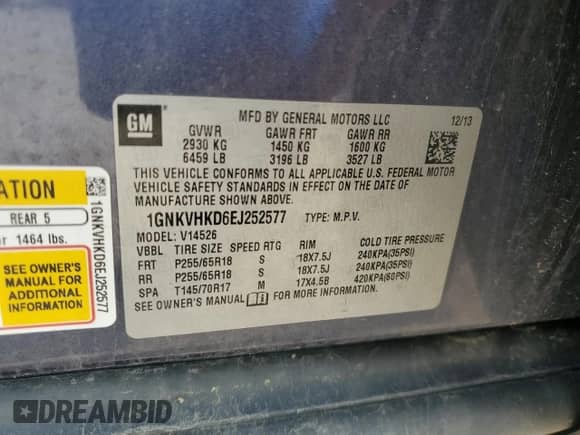 GM
MFD BY GENERAL MOTORS LLC
12/13
GVWR GAWR FRT GAWR RR
2930 KG 1450 KG 1600 KG
6459 LB 3196 LB 3527 LB
THIS VEHICLE CONFORMS TO ALL APPLICABLE U.S. FEDERAL MOTOR
VEHICLE SAFETY STANDARDS IN EFFECT ON THE DATE OF
MANUFACTURE SHOWN ABOVE.
1GNKVHKD6EJ252577 TYPE: M.P.V.
MODEL: V14526
VBBL TIRE SIZE SPEED RTG RIM COLD TIRE PRESSURE
FRT P255/65R18 S 18X7.5J 240KPA(35PSI)
RR P255/65R18 S 18X7.5J 240KPA(35PSI)
SPA T145/70R17 M 17X4.5B 420KPA(60PSI)
SEE OWNER'S MANUAL FOR MORE INFORMATION.
ATION
REAR 5
r 1464 lbs.
SEE OWNER'S
MANUAL FOR
ADDITIONAL
INFORMATION
1GNKVHKD6EJ252577
DREAMBID